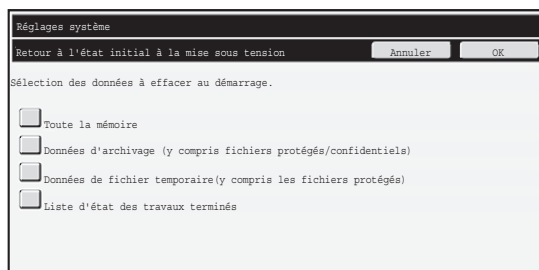 Réglages système
Retour à l'état initial à la mise sous tension Annuler OK
Sélection des données à effacer au démarrage.
Toute la mémoire
Données d'archivage (y compris fichiers protégés/confidentiels)
Données de fichier temporaire(y compris les fichiers protégés)
Liste d'état des travaux terminés